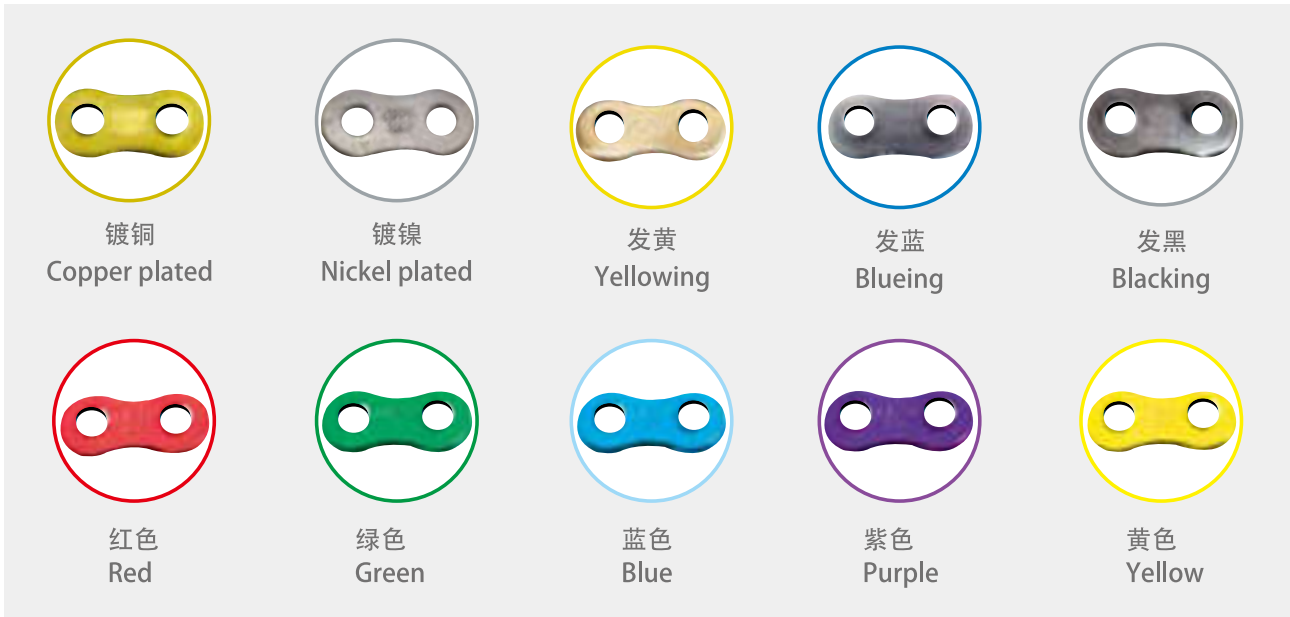 镀铜
Copper plated
镀镍
Nickel plated
发黄
Yellowing
发蓝
Blueing
发黑
Blacking
红色
Red
绿色
Green
蓝色
Blue
紫色
Purple
黄色
Yellow